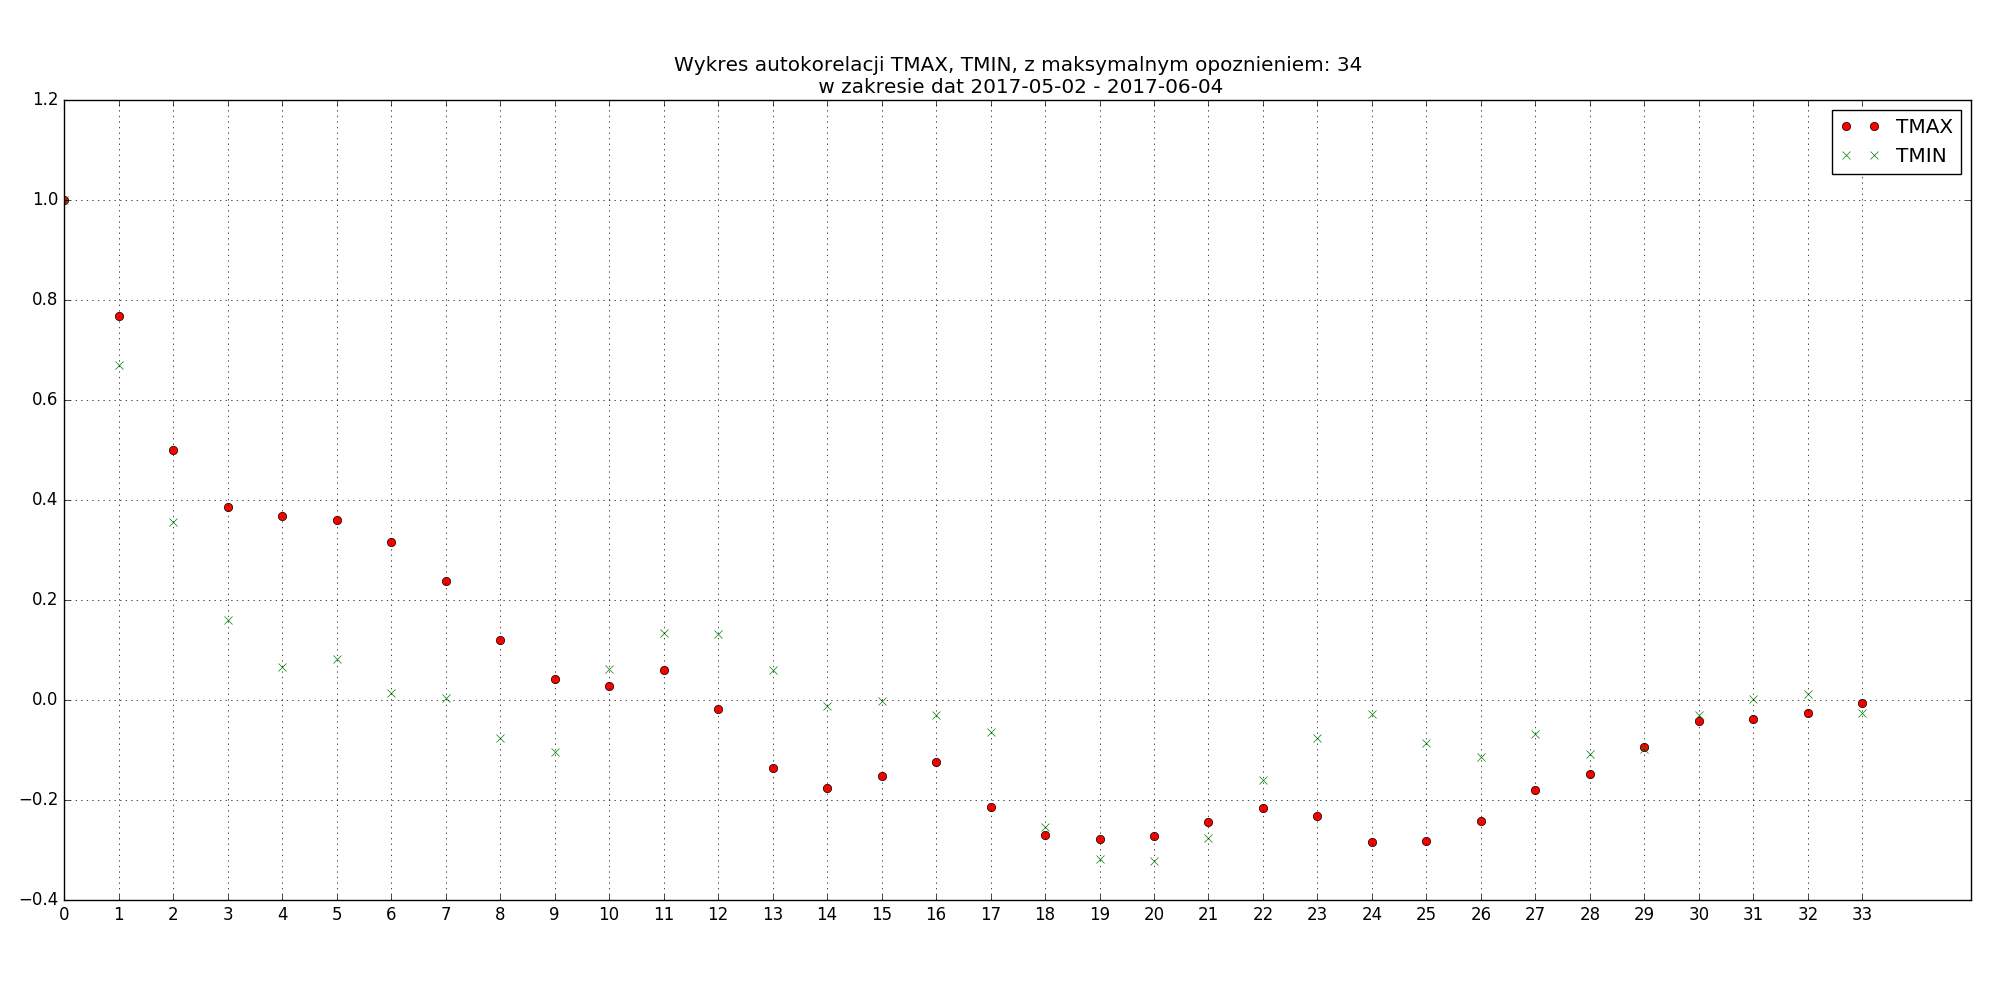 Wykres autokorelacji TMAX, TMIN, z maksymalnym opoznieniem: 34
w zakresie dat 2017-05-02 - 2017-06-04
1.2
TMAX
TMIN
1.0
0.8
0.6
0.4
0.2
0.0
−0.2
−0.4
0 1 2 3 4 5 6 7 8 9 10 11 12 13 14 15 16 17 18 19 20 21 22 23 24 25 26 27 28 29 30 31 32 33